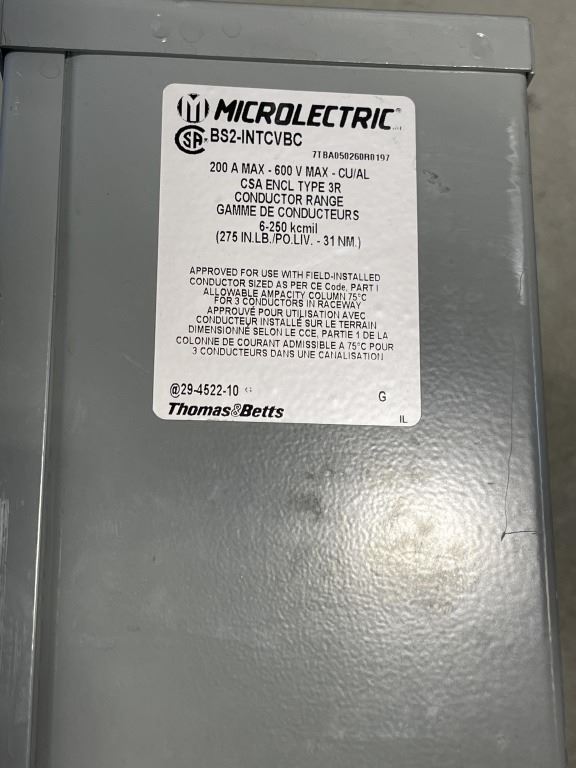 M MICROLECTRIC®
SA BS2-INTCVBC
7TBA050260R0197
200 A MAX - 600 V MAX - CU/AL
CSA ENCL TYPE 3R
CONDUCTOR RANGE
GAMME DE CONDUCTEURS
6-250 kcmil
(275 IN.LB./PO.LIV. - 31 NM.)
APPROVED FOR USE WITH FIELD-INSTALLED
CONDUCTOR SIZED AS PER CE Code, PART I
ALLOWABLE AMPACITY COLUMN 75°C
FOR 3 CONDUCTORS IN RACEWAY
APPROUVÉ POUR UTILISATION AVEC
CONDUCTEUR INSTALLÉ SUR LE TERRAIN
DIMENSIONNÉ SELON LE CCE, PARTIE 1 DE LA
COLONNE DE COURANT ADMISSIBLE A 75°C POUR
3 CONDUCTEURS DANS UNE CANALISATION
@29-4522-10
G
Thomas&Betts
IL